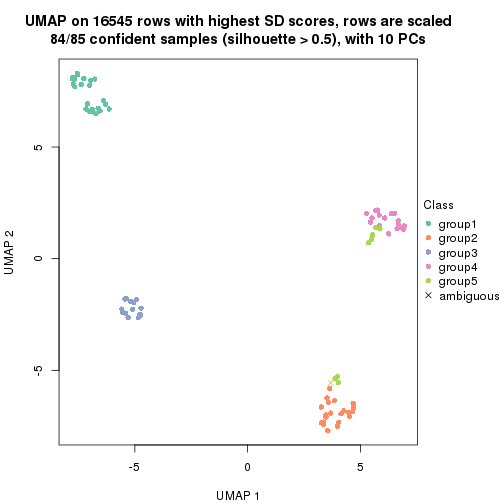 UMAP on 16545 rows with highest SD scores, rows are scaled
84/85 confident samples (silhouette > 0.5), with 10 PCs
5
0
-5
UMAP 2
-5
0
5
UMAP 1
Class
group1
group2
group3
group4
group5
ambiguous